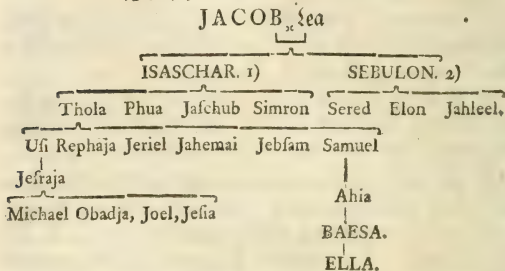 JACOB x Lea
ISASCHAR. 1) SEBULON. 2)
Thola Phua Jaſchub Simron Sered Elon Jahleel.
Uſi Rephaja Jeriel Jahemai Jebſam Samuel
Jeſraja
Ahia
Michael Obadja, Joel, Jeſia
BAESA.
ELLA.